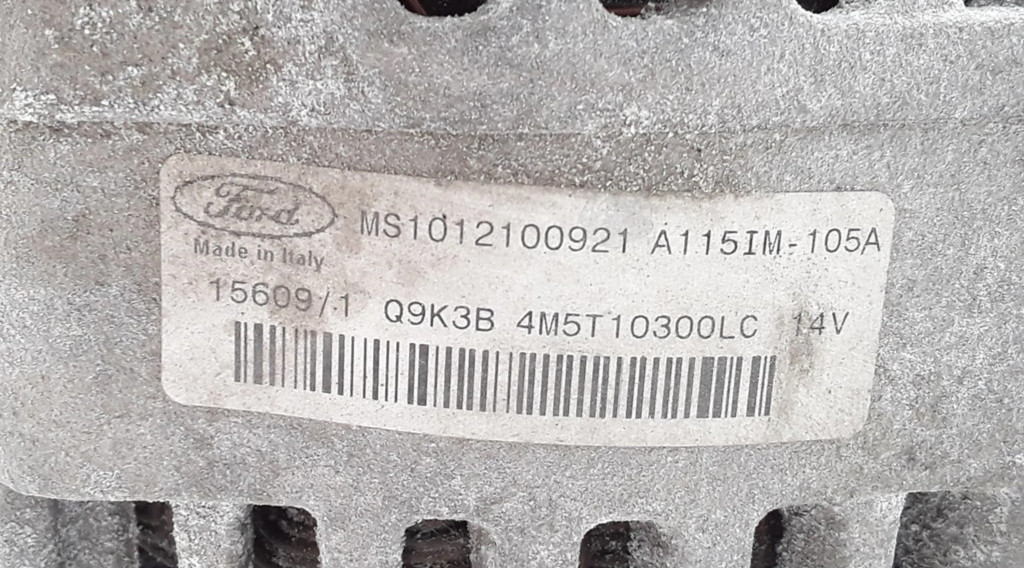 Ford
MS1012100921 A115IM-105A
Made in Italy
15609/1 Q9K3B 4M5T10300LC 14V